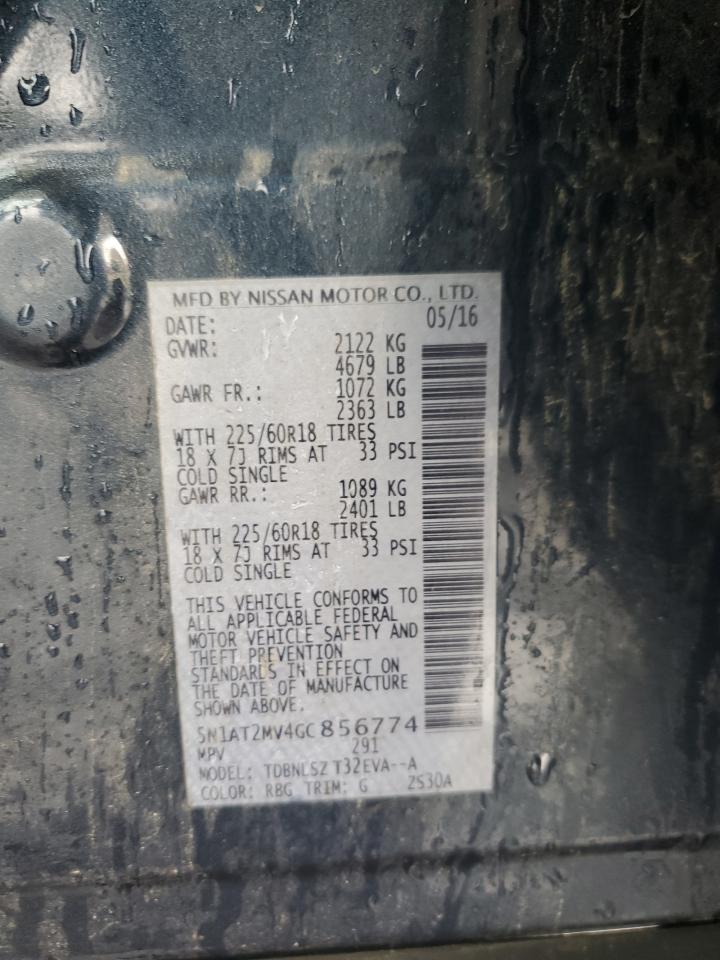 MFD BY NISSAN MOTOR CO., LTD.
DATE: 05/16
GVWR: 2122 KG
4679 LB
GAWR FR.: 1072 KG
2363 LB
WITH 225/60R18 TIRES
18 X 7J RIMS AT 33 PSI
COLD SINGLE
GAWR RR.: 1089 KG
2401 LB
WITH 225/60R18 TIRES
18 X 7J RIMS AT 33 PSI
COLD SINGLE
THIS VEHICLE CONFORMS TO
ALL APPLICABLE FEDERAL
MOTOR VEHICLE SAFETY AND
THEFT PREVENTION
STANDARDS IN EFFECT ON
THE DATE OF MANUFACTURE
SHOWN ABOVE.
5N1AT2MV4GC856774
MPV 291
MODEL: TDBNLSZ T32EVA--A
COLOR: RBG TRIM: G 2S30A